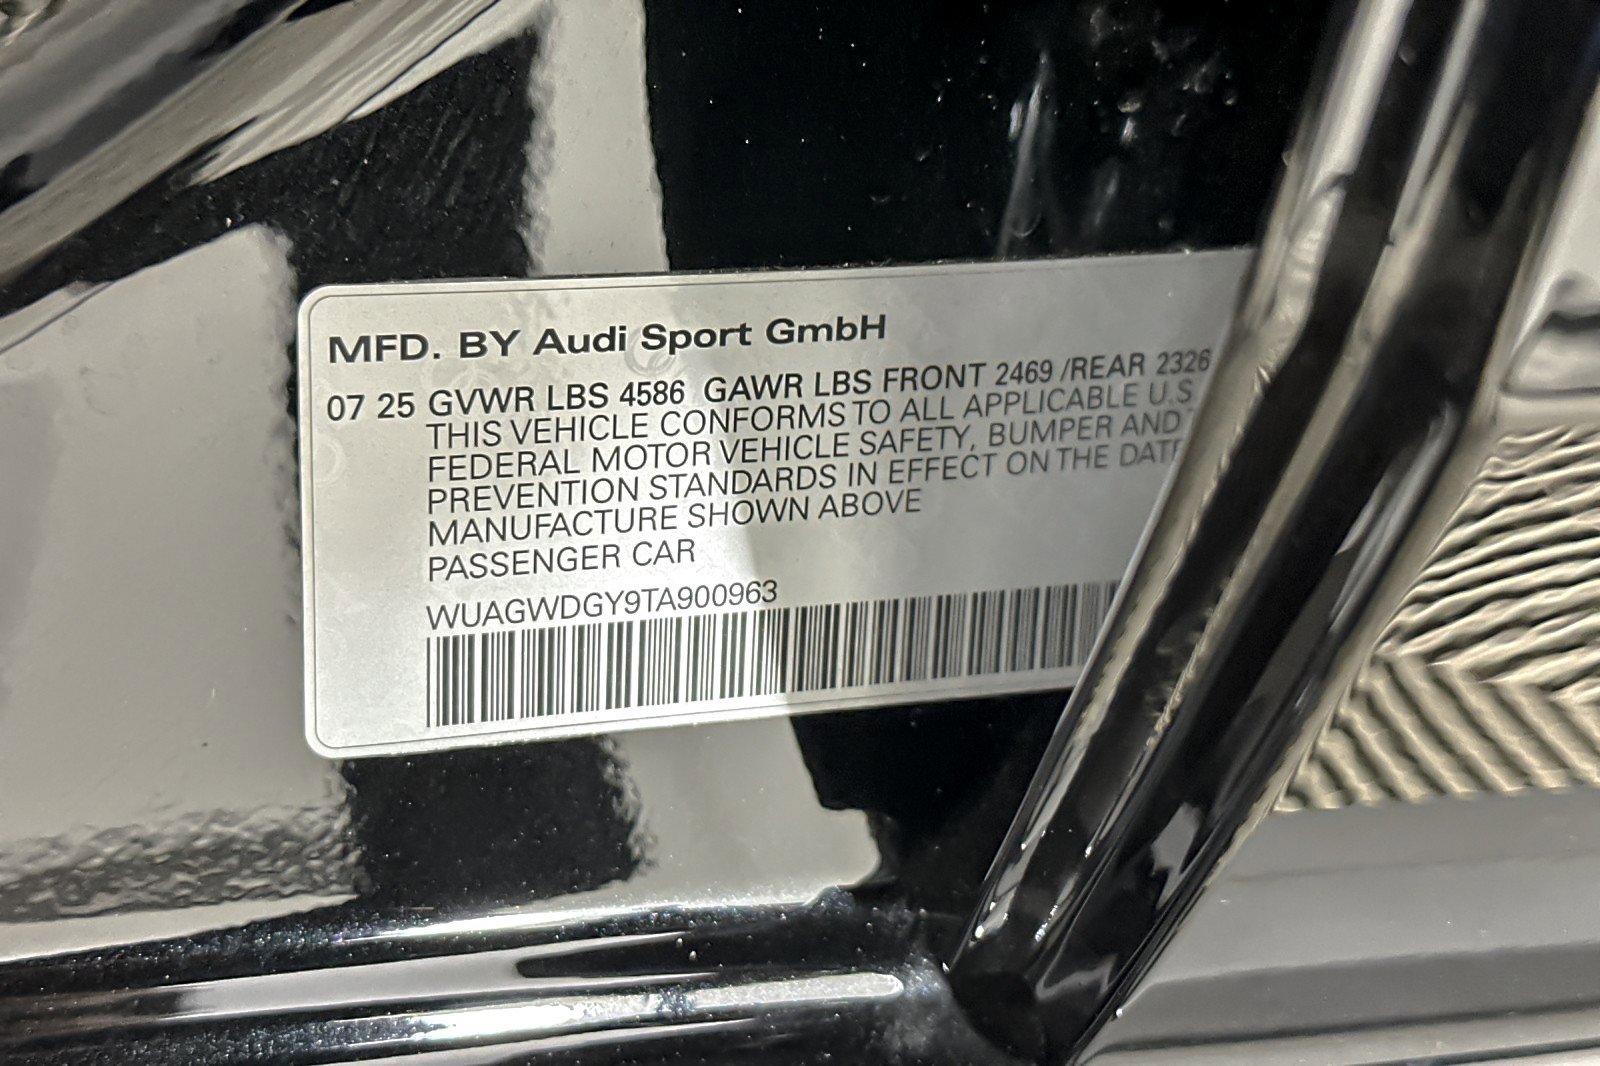 MFD. BY Audi Sport GmbH
07 25 GVWR LBS 4586 GAWR LBS FRONT 2469 /REAR 2326
THIS VEHICLE CONFORMS TO ALL APPLICABLE U.S
FEDERAL MOTOR VEHICLE SAFETY, BUMPER AND
PREVENTION STANDARDS IN EFFECT ON THE DATE
MANUFACTURE SHOWN ABOVE
PASSENGER CAR
WUAGWDGY9TA900963